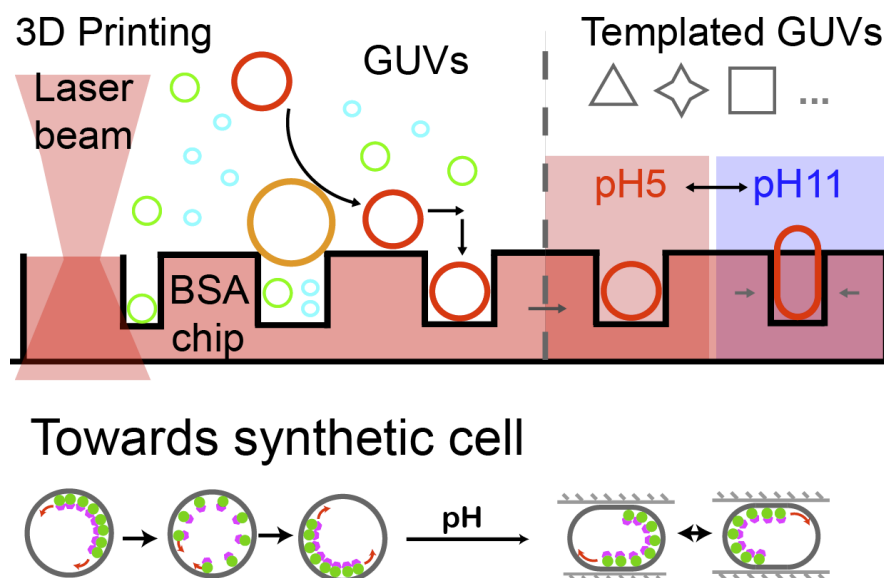 3D Printing
Laser
beam
GUVs
Templated GUVs
...
pH5
pH11
BSA
chip
Towards synthetic cell
pH